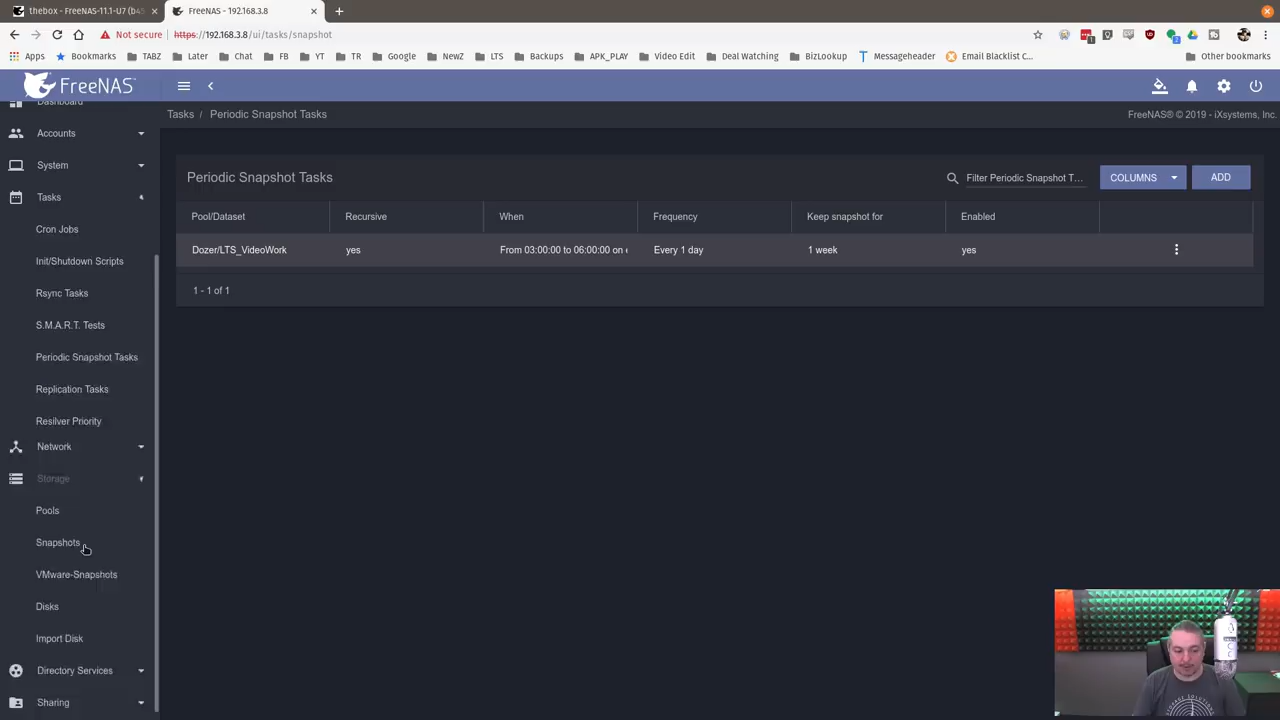 thebox - FreeNAS-11.1-U7 (b4
FreeNAS - 192.168.3.8
Not secure
https://192.168.3.8/ui/tasks/snapshot
Apps
Bookmarks
TABZ
Later
Chat
FB
YT
TR
Google
NewZ
LTS
Backups
APK_PLAY
Video Edit
Deal Watching
BizLookup
Messageheader
Email Blacklist C...
Other bookmarks
FreeNAS
Tasks / Periodic Snapshot Tasks
FreeNAS® © 2019 - iXsystems, Inc.
Dashboard
Accounts
System
Tasks
Cron Jobs
Init/Shutdown Scripts
Rsync Tasks
S.M.A.R.T. Tests
Periodic Snapshot Tasks
Replication Tasks
Resilver Priority
Network
Storage
Pools
Snapshots
VMware-Snapshots
Disks
Import Disk
Directory Services
Sharing
Periodic Snapshot Tasks
Filter Periodic Snapshot T...
COLUMNS
ADD
Pool/Dataset Recursive When Frequency Keep snapshot for Enabled
Dozer/LTS_VideoWork yes From 03:00:00 to 06:00:00 on Every 1 day 1 week yes
1 - 1 of 1